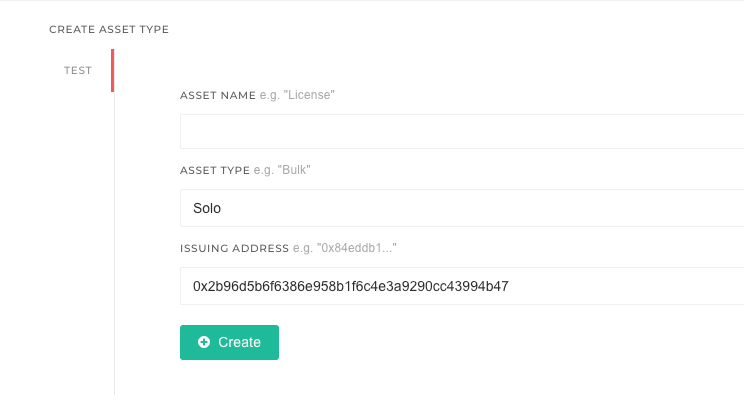 CREATE ASSET TYPE
TEST
ASSET NAME e.g. "License"
ASSET TYPE e.g. "Bulk"
Solo
ISSUING ADDRESS e.g. "0x84eddb1..."
0x2b96d5b6f6386e958b1f6c4e3a9290cc43994b47
Create